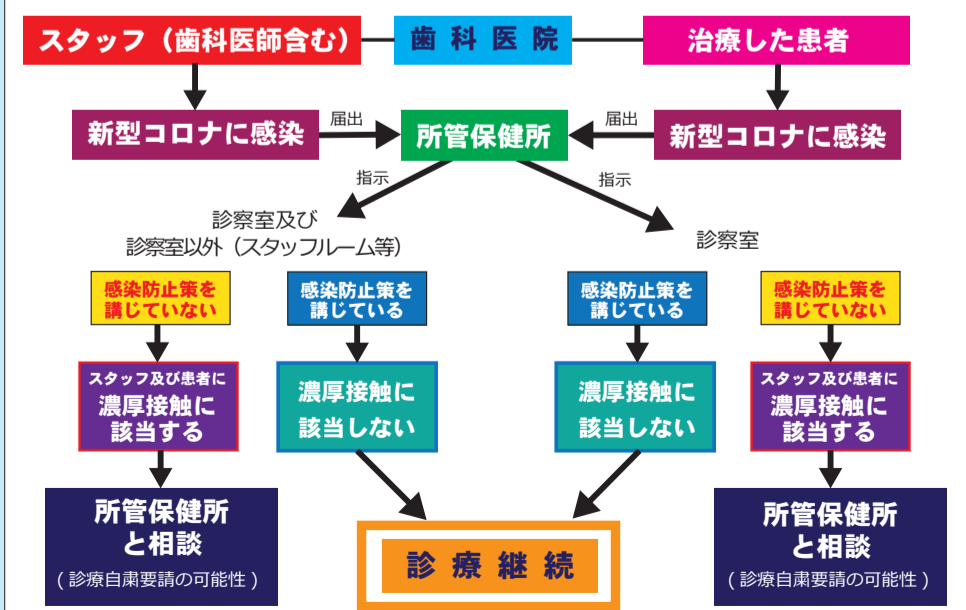 スタッフ（歯科医師含む）
歯科医院
治療した患者
新型コロナに感染
届出
所管保健所
届出
新型コロナに感染
指示
指示
診察室及び
診察室以外（スタッフルーム等）
診察室
感染防止策を
講じていない
感染防止策を
講じている
感染防止策を
講じている
感染防止策を
講じていない
スタッフ及び患者に
濃厚接触に
該当する
濃厚接触に
該当しない
濃厚接触に
該当しない
スタッフ及び患者に
濃厚接触に
該当する
所管保健所
と相談
( 診療自粛要請の可能性 )
診療継続
所管保健所
と相談
( 診療自粛要請の可能性 )